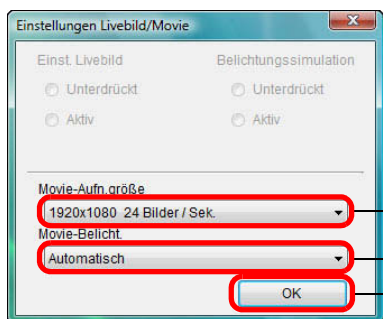 Einstellungen Livebild/Movie
Einst. Livebild Belichtungssimulation
Unterdrückt Unterdrückt
Aktiv Aktiv
Movie-Aufn.größe
1920x1080 24 Bilder / Sek.
Movie-Belicht.
Automatisch
OK